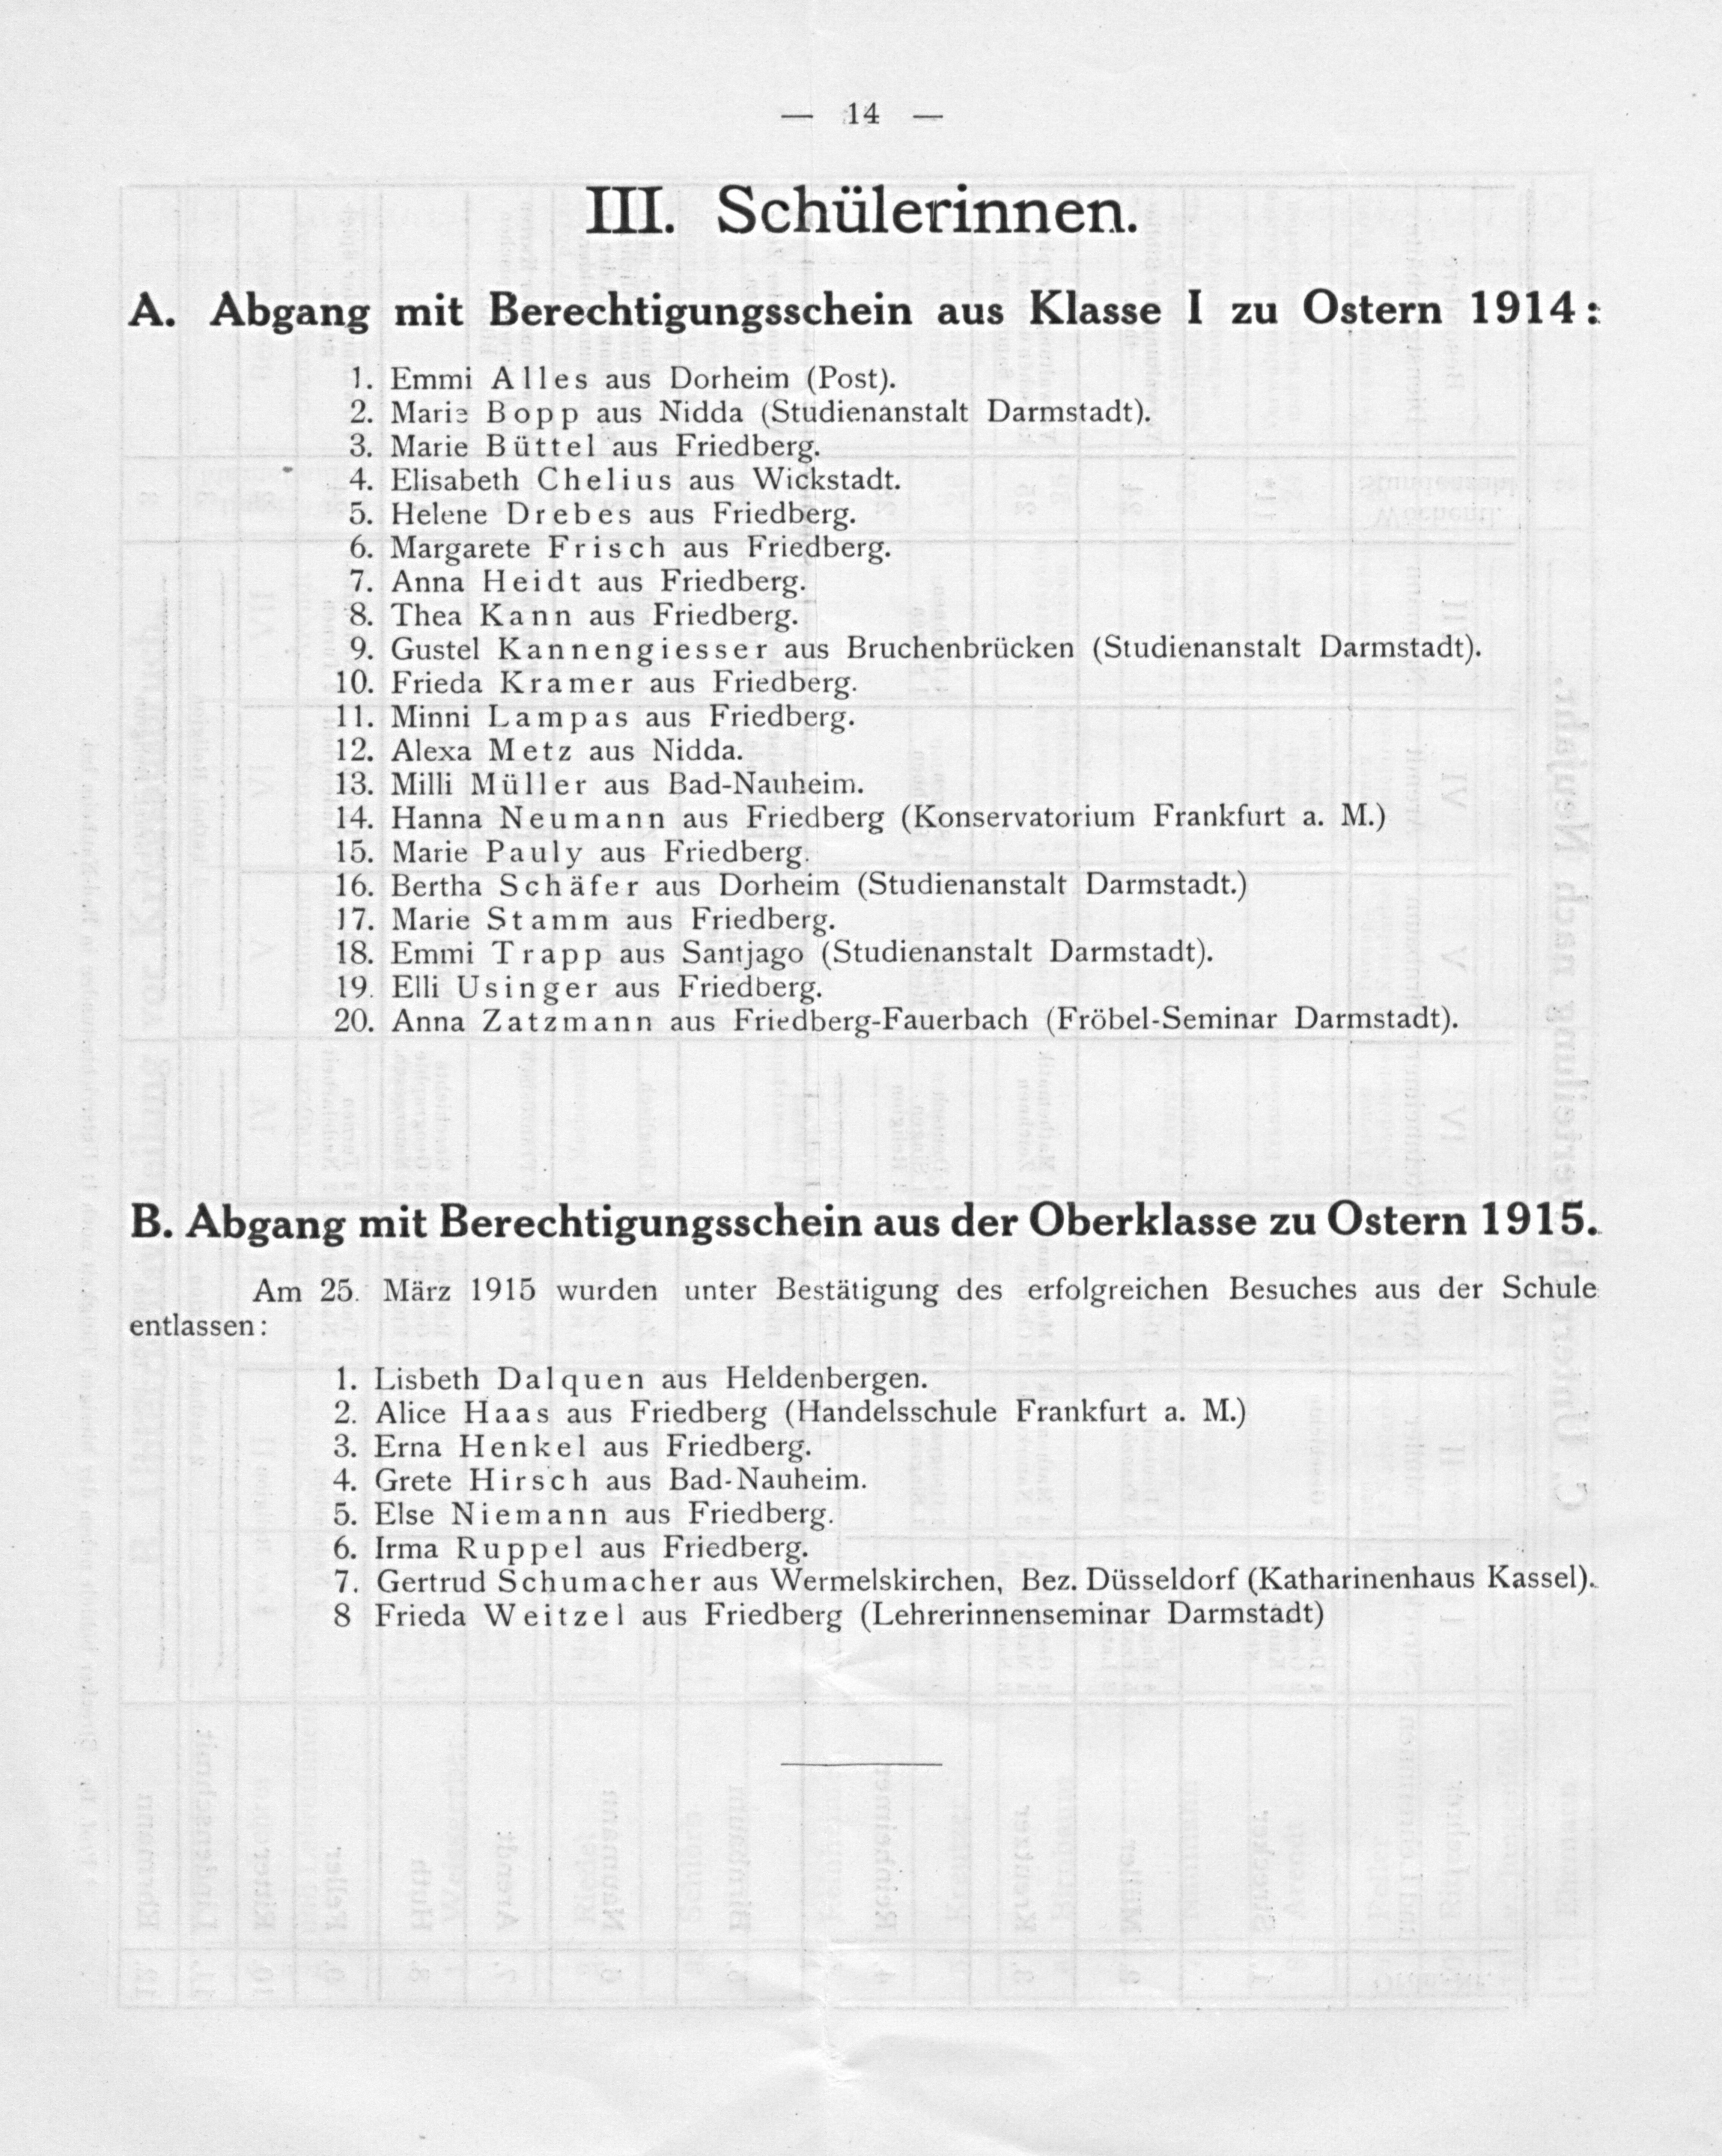 — 14 —
III. Schülerinnen.
A. Abgang mit Berechtigungsschein aus Klasse I zu Ostern 1914:
1. Emmi Alles aus Dorheim (Post).
2. Marie Bopp aus Nidda (Studienanstalt Darmstadt).
3. Marie Büttel aus Friedberg.
4. Elisabeth Chelius aus Wickstadt.
5. Helene Drebes aus Friedberg.
6. Margarete Frisch aus Friedberg.
7. Anna Heidt aus Friedberg.
8. Thea Kann aus Friedberg.
9. Gustel Kannengiesser aus Bruchenbrücken (Studienanstalt Darmstadt).
10. Frieda Kramer aus Friedberg.
11. Minni Lampas aus Friedberg.
12. Alexa Metz aus Nidda.
13. Milli Müller aus Bad-Nauheim.
14. Hanna Neumann aus Friedberg (Konservatorium Frankfurt a. M.)
15. Marie Pauly aus Friedberg.
16. Bertha Schäfer aus Dorheim (Studienanstalt Darmstadt.)
17. Marie Stamm aus Friedberg.
18. Emmi Trapp aus Santjago (Studienanstalt Darmstadt).
19. Elli Usinger aus Friedberg.
20. Anna Zatzmann aus Friedberg-Fauerbach (Fröbel-Seminar Darmstadt).
B. Abgang mit Berechtigungsschein aus der Oberklasse zu Ostern 1915.
Am 25. März 1915 wurden unter Bestätigung des erfolgreichen Besuches aus der Schule
entlassen:
1. Lisbeth Dalquen aus Heldenbergen.
2. Alice Haas aus Friedberg (Handelsschule Frankfurt a. M.)
3. Erna Henkel aus Friedberg.
4. Grete Hirsch aus Bad-Nauheim.
5. Else Niemann aus Friedberg.
6. Irma Ruppel aus Friedberg.
7. Gertrud Schumacher aus Wermelskirchen, Bez. Düsseldorf (Katharinenhaus Kassel).
8 Frieda Weitzel aus Friedberg (Lehrerinnenseminar Darmstadt)